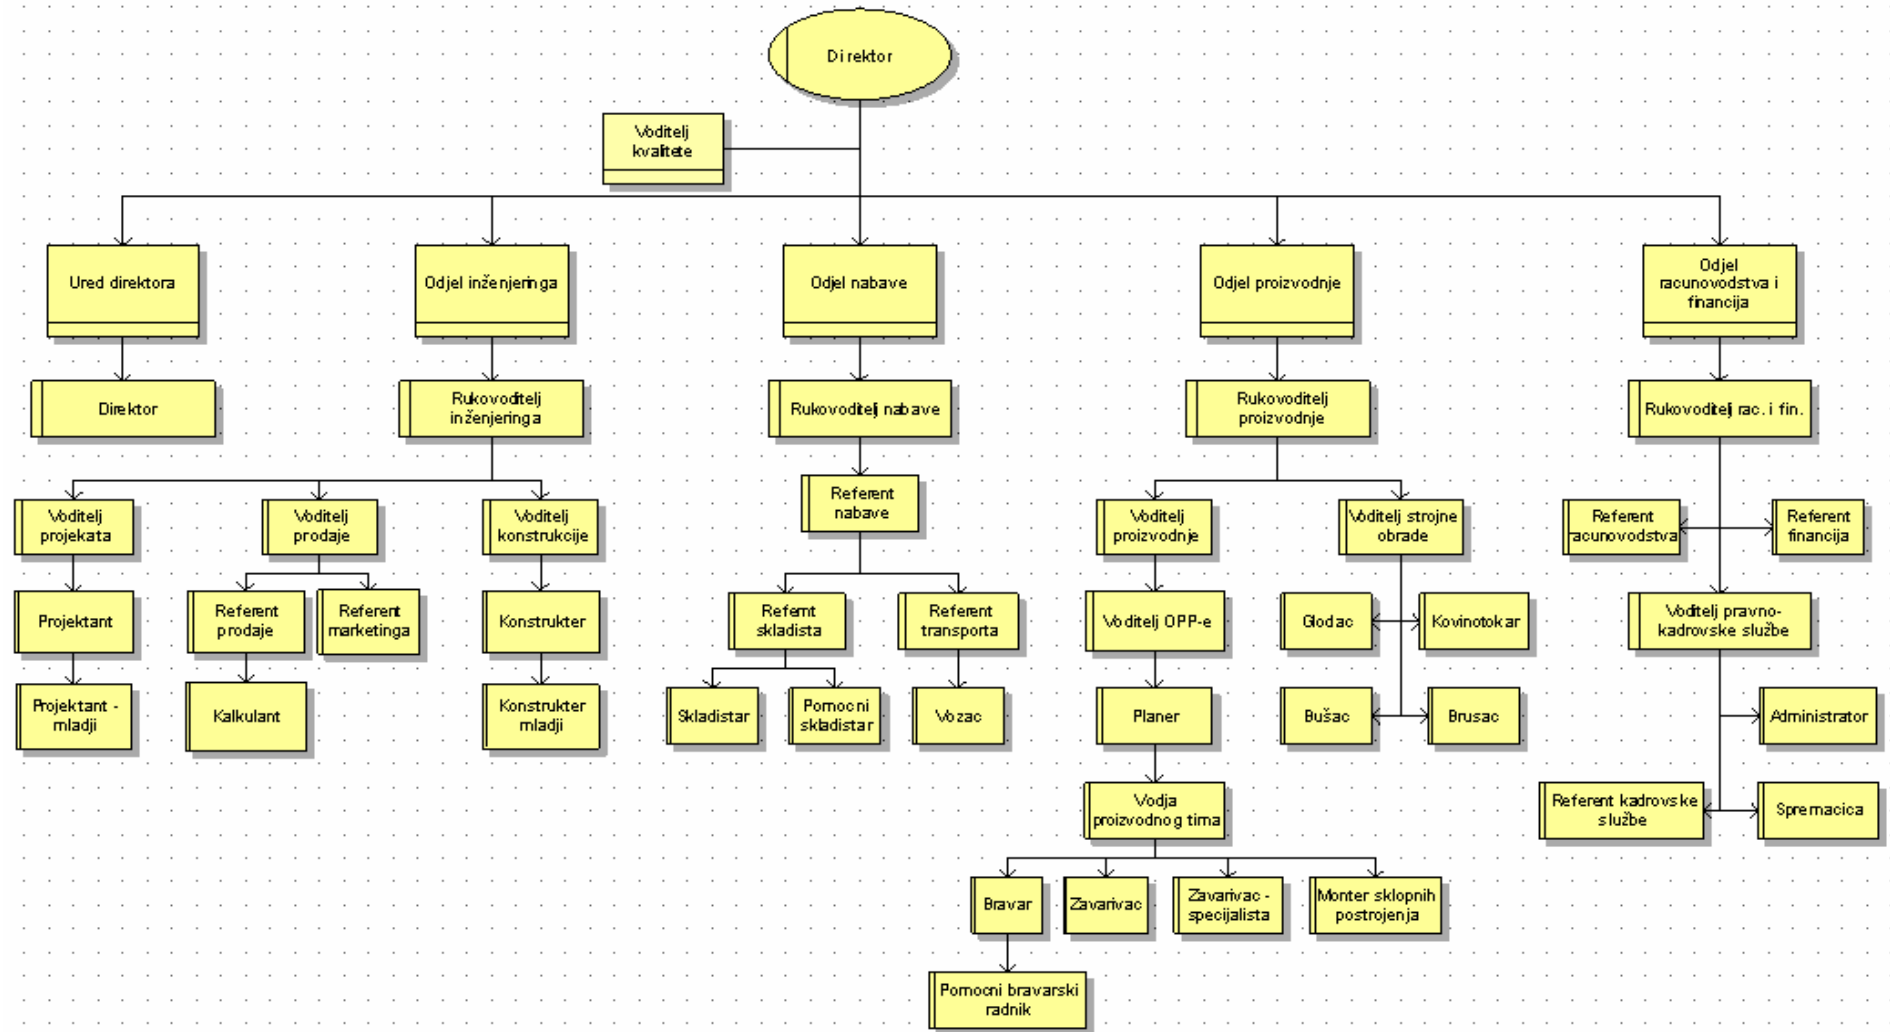 Direktor
Voditelj
kvalitete
Ured direktora
Odjel inženjeringa
Odjel nabave
Odjel proizvodnje
Odjel
racunovodstva i
financija
Direktor
Rukovoditelj
inženjeringa
Rukovoditelj nabave
Rukovoditelj
proizvodnje
Rukovoditelj rac. i fin.
Referent
nabave
Voditelj
projekata
Voditelj
prodaje
Voditelj
konstrukcije
Voditelj
proizvodnje
Voditelj strojne
obrade
Referent
racunovodstva
Referent
financija
Projektant
Referent
prodaje
Referent
marketinga
Konstrukter
Refernt
skladista
Referent
transporta
Voditelj OPP-e
Glodac
Kovinotokar
Voditelj pravno-
kadrovske službe
Projektant -
mladji
Kalkulant
Konstrukter
mladji
Skladistar
Pomocni
skladistar
Vozac
Planer
Bušac
Brusac
Administrator
Vodja
proizvodnog tima
Referent kadrovske
službe
Spremacica
Bravar
Zavarivac
Zavarivac -
specijalista
Monter sklopnih
postrojenja
Pomocni bravarski
radnik